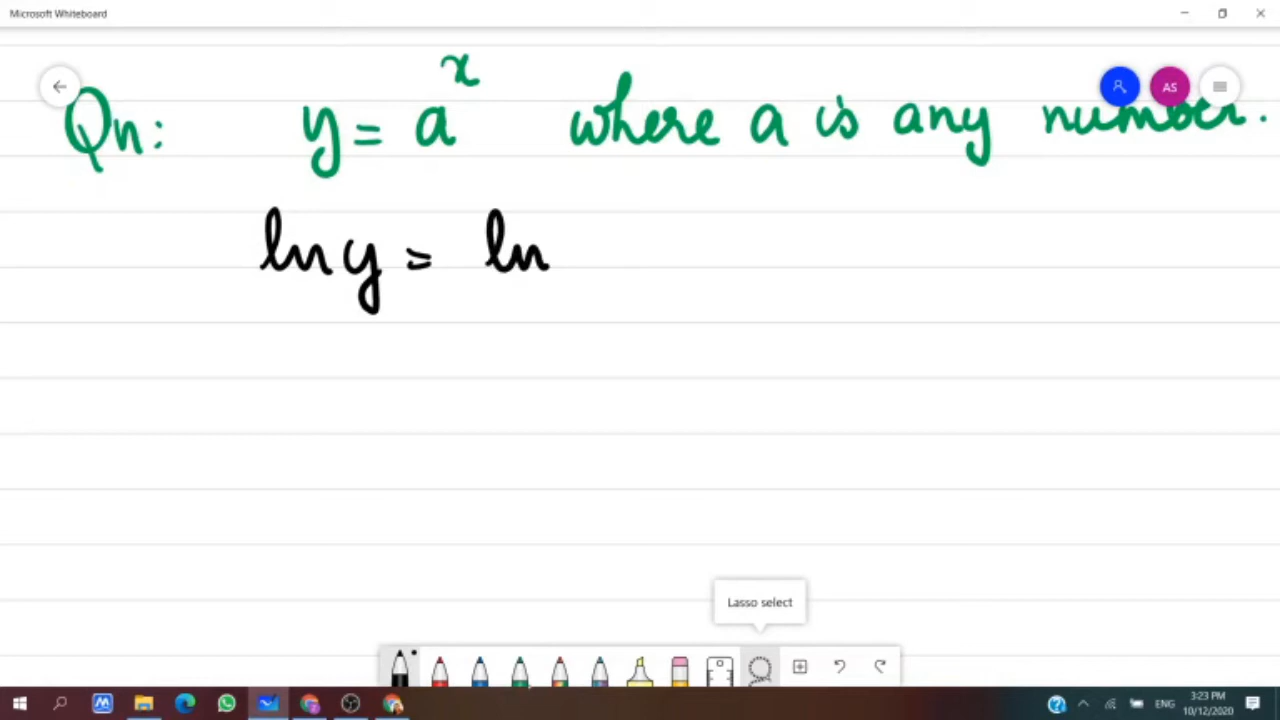 Microsoft Whiteboard
AS
Qn: y = a^x where a is any number.
ln y = ln
Lasso select
ENG
3:23 PM
10/12/2020